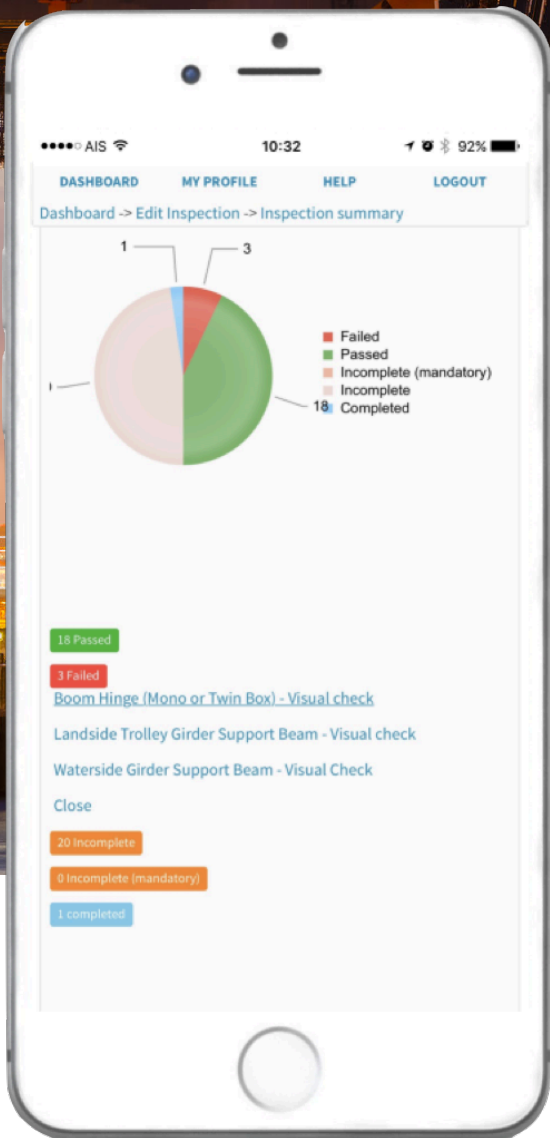 AIS 10:32 92%
DASHBOARD MY PROFILE HELP LOGOUT
Dashboard -> Edit Inspection -> Inspection summary
1 3
Failed
Passed
Incomplete (mandatory)
Incomplete
18 Completed
18 Passed
3 Failed
Boom Hinge (Mono or Twin Box) - Visual check
Landside Trolley Girder Support Beam - Visual check
Waterside Girder Support Beam - Visual Check
Close
20 Incomplete
0 Incomplete (mandatory)
1 completed